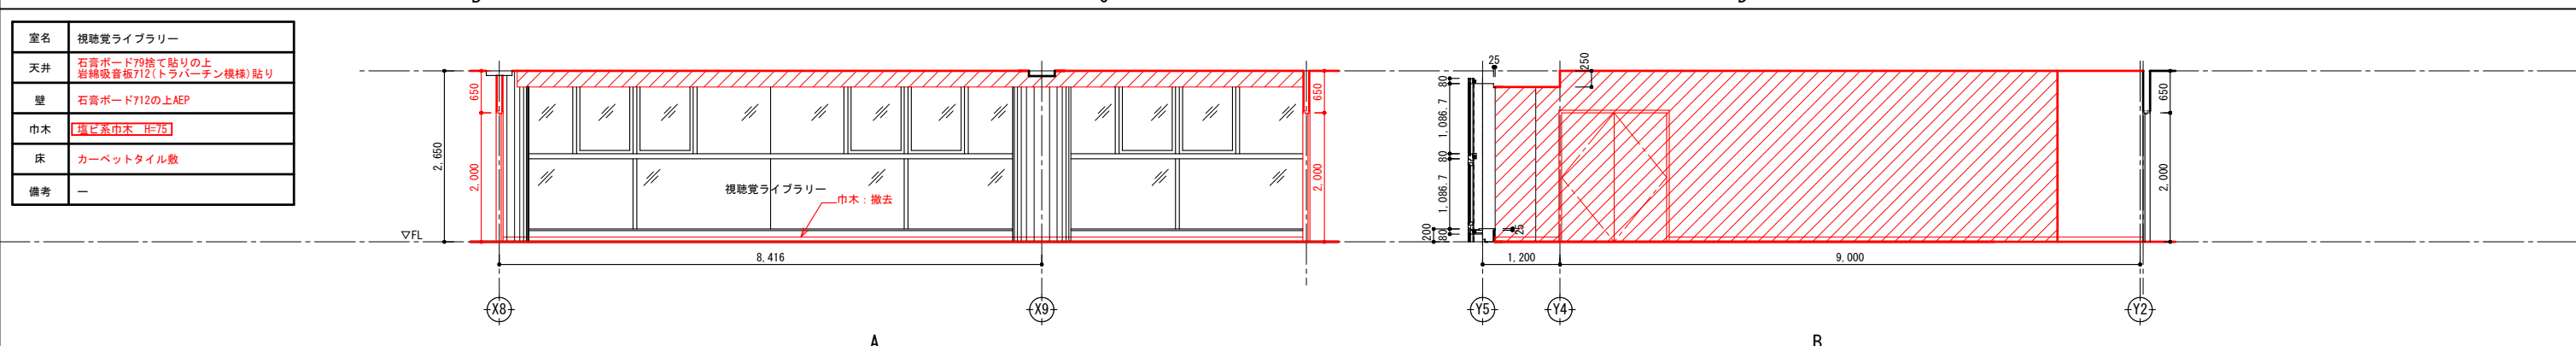 室名 視聴覚ライブラリー
天井 石膏ボードｱ9捨て貼りの上
岩綿吸音板ｱ12(トラバーチン模様)貼り
壁 石膏ボードｱ12の上AEP
巾木 塩ビ系巾木 H=75
床 カーペットタイル敷
備考 ―
2,650
650
2,000
▽FL
視聴覚ライブラリー
巾木：撤去
650
2,000
8,416
X8
X9
A
25
250
80
1,086.7
80
1,086.7
200
80
25
650
2,000
1,200
9,000
Y5
Y4
Y2
B